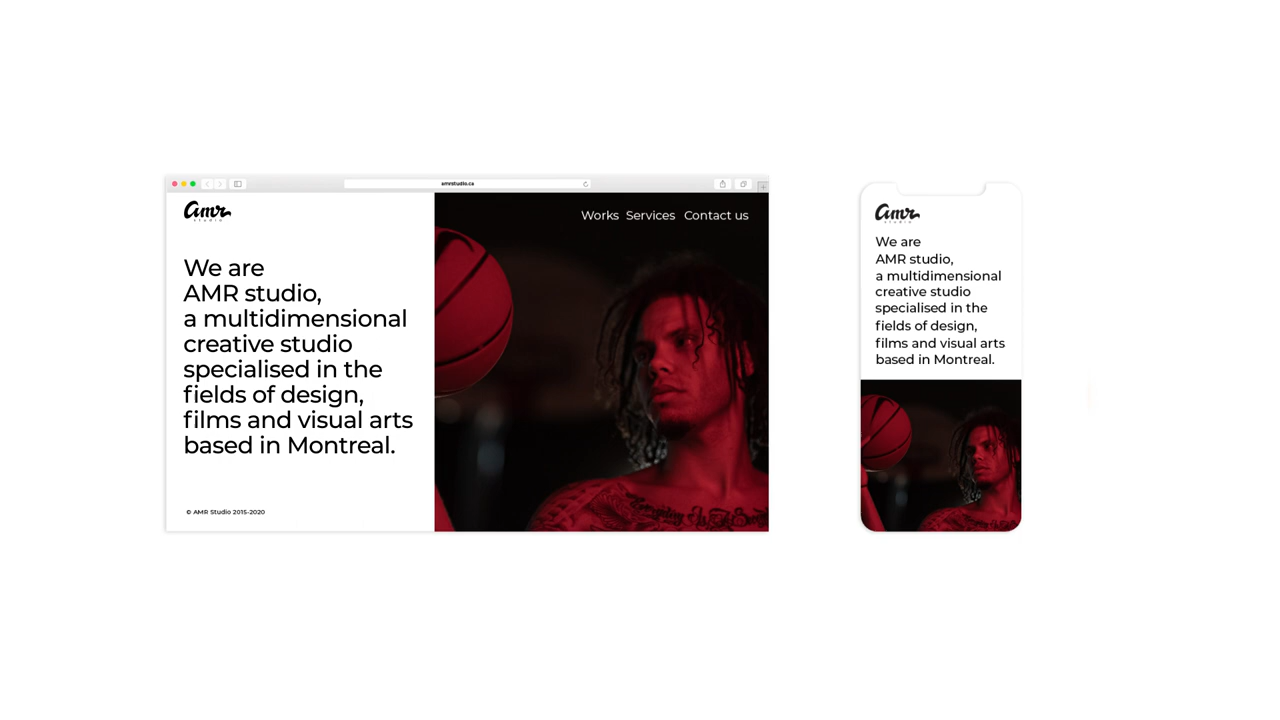 amrstudio.ca
amr
studio
Works Services Contact us
We are
AMR studio,
a multidimensional
creative studio
specialised in the
fields of design,
films and visual arts
based in Montreal.
© AMR Studio 2015-2020
amr
studio
We are
AMR studio,
a multidimensional
creative studio
specialised in the
fields of design,
films and visual arts
based in Montreal.